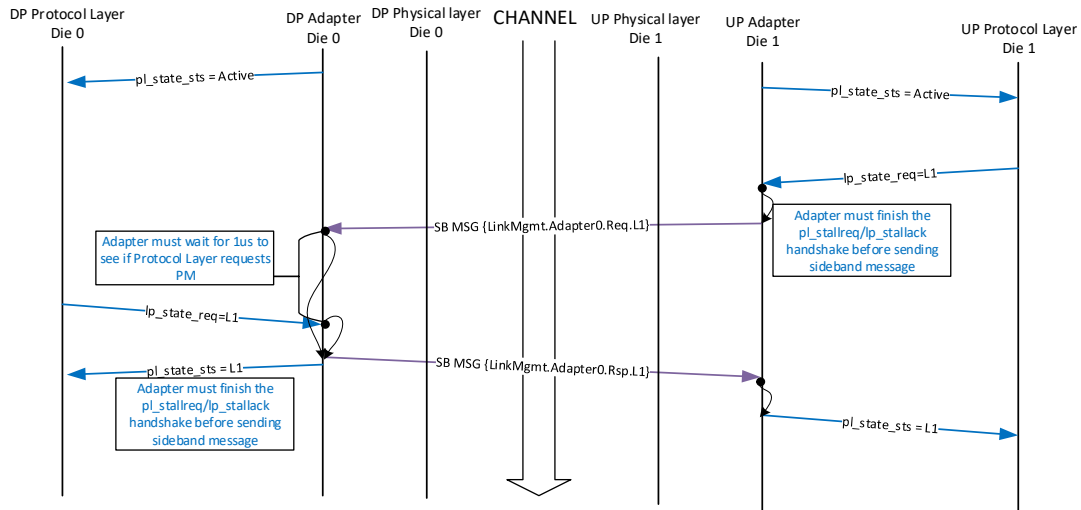 DP Protocol Layer
Die 0
DP Adapter
Die 0
DP Physical layer
Die 0
CHANNEL
UP Physical layer
Die 1
UP Adapter
Die 1
UP Protocol Layer
Die 1
pl_state_sts = Active
pl_state_sts = Active
lp_state_req=L1
SB MSG {LinkMgmt.Adapter0.Req.L1}
Adapter must finish the
pl_stallreq/lp_stallack
handshake before sending
sideband message
Adapter must wait for 1us to
see if Protocol Layer requests
PM
lp_state_req=L1
SB MSG {LinkMgmt.Adapter0.Rsp.L1}
pl_state_sts = L1
Adapter must finish the
pl_stallreq/lp_stallack
handshake before sending
sideband message
pl_state_sts = L1